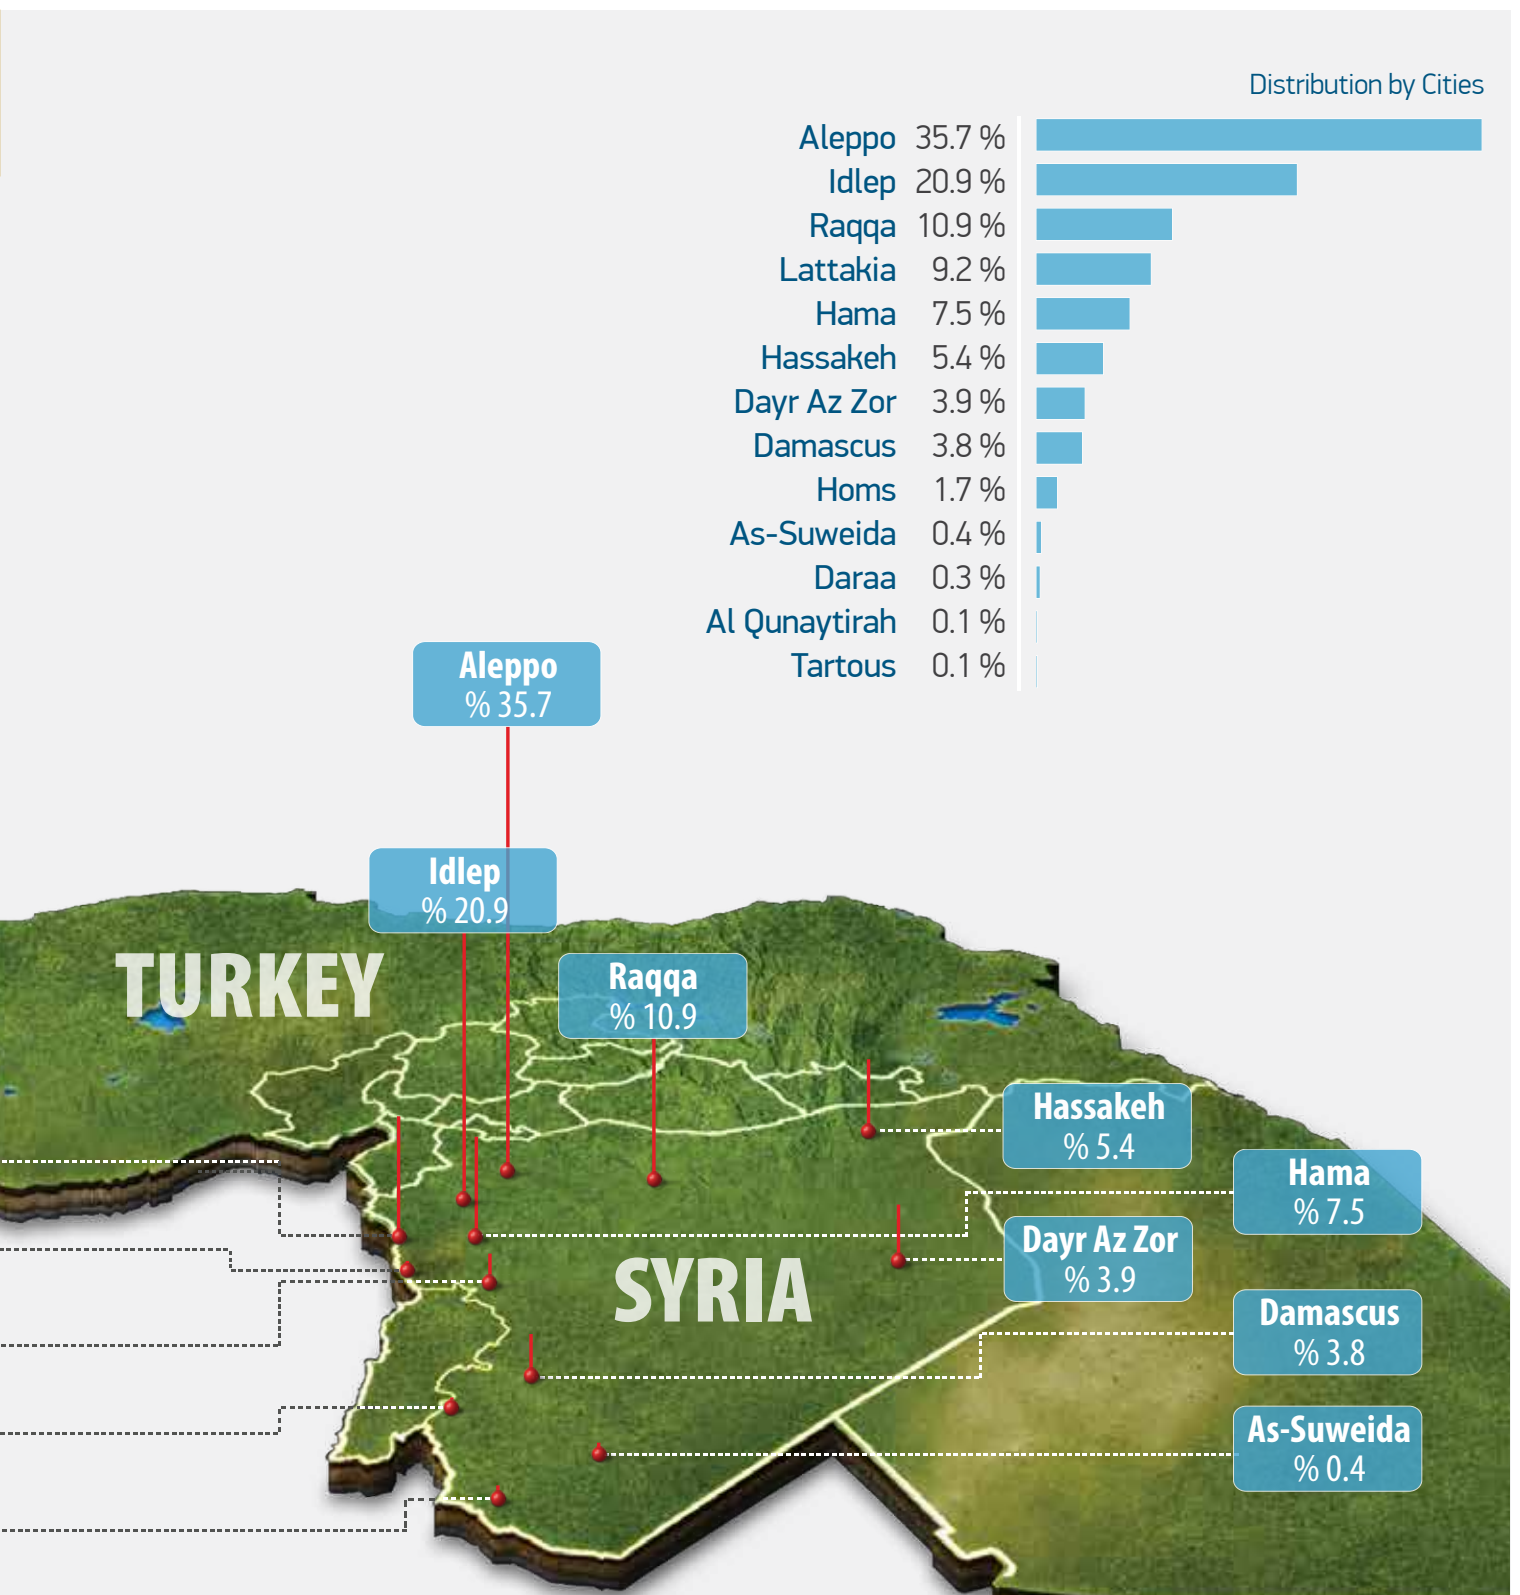 Distribution by Cities
Aleppo 35.7 %
Idlep 20.9 %
Raqqa 10.9 %
Lattakia 9.2 %
Hama 7.5 %
Hassakeh 5.4 %
Dayr Az Zor 3.9 %
Damascus 3.8 %
Homs 1.7 %
As-Suweida 0.4 %
Daraa 0.3 %
Al Qunaytirah 0.1 %
Tartous 0.1 %
Aleppo
% 35.7
Idlep
% 20.9
TURKEY
Raqqa
% 10.9
Hassakeh
% 5.4
Hama
% 7.5
Dayr Az Zor
% 3.9
SYRIA
Damascus
% 3.8
As-Suweida
% 0.4